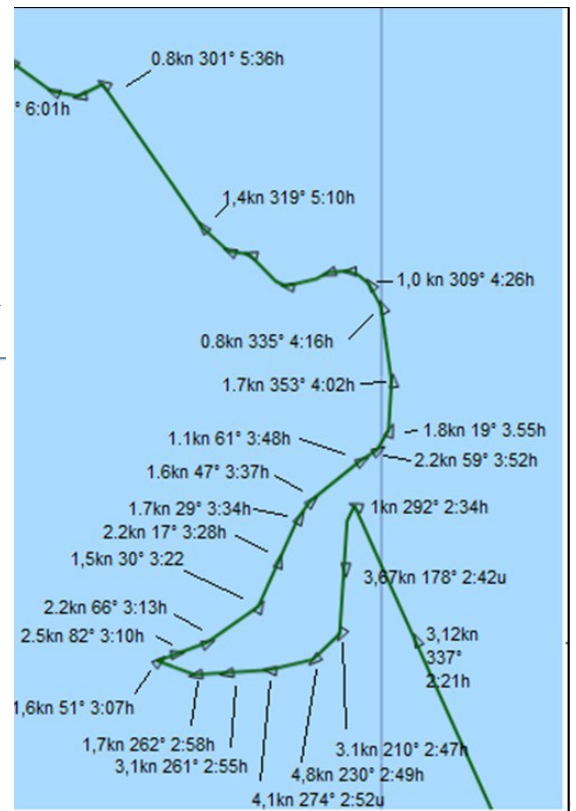 0.8kn 301° 5:36h
° 6:01h
1,4kn 319° 5:10h
1,0 kn 309° 4:26h
0.8kn 335° 4:16h
1.7kn 353° 4:02h
1.8kn 19° 3.55h
1.1kn 61° 3:48h
2.2kn 59° 3:52h
1.6kn 47° 3:37h
1.7kn 29° 3:34h
1kn 292° 2:34h
2.2kn 17° 3:28h
1,5kn 30° 3:22
3,67kn 178° 2:42u
2.2kn 66° 3:13h
2.5kn 82° 3:10h
3,12kn
337°
2:21h
1,6kn 51° 3:07h
1,7kn 262° 2:58h
3.1kn 210° 2:47h
3,1kn 261° 2:55h
4,8kn 230° 2:49h
4,1kn 274° 2:52u